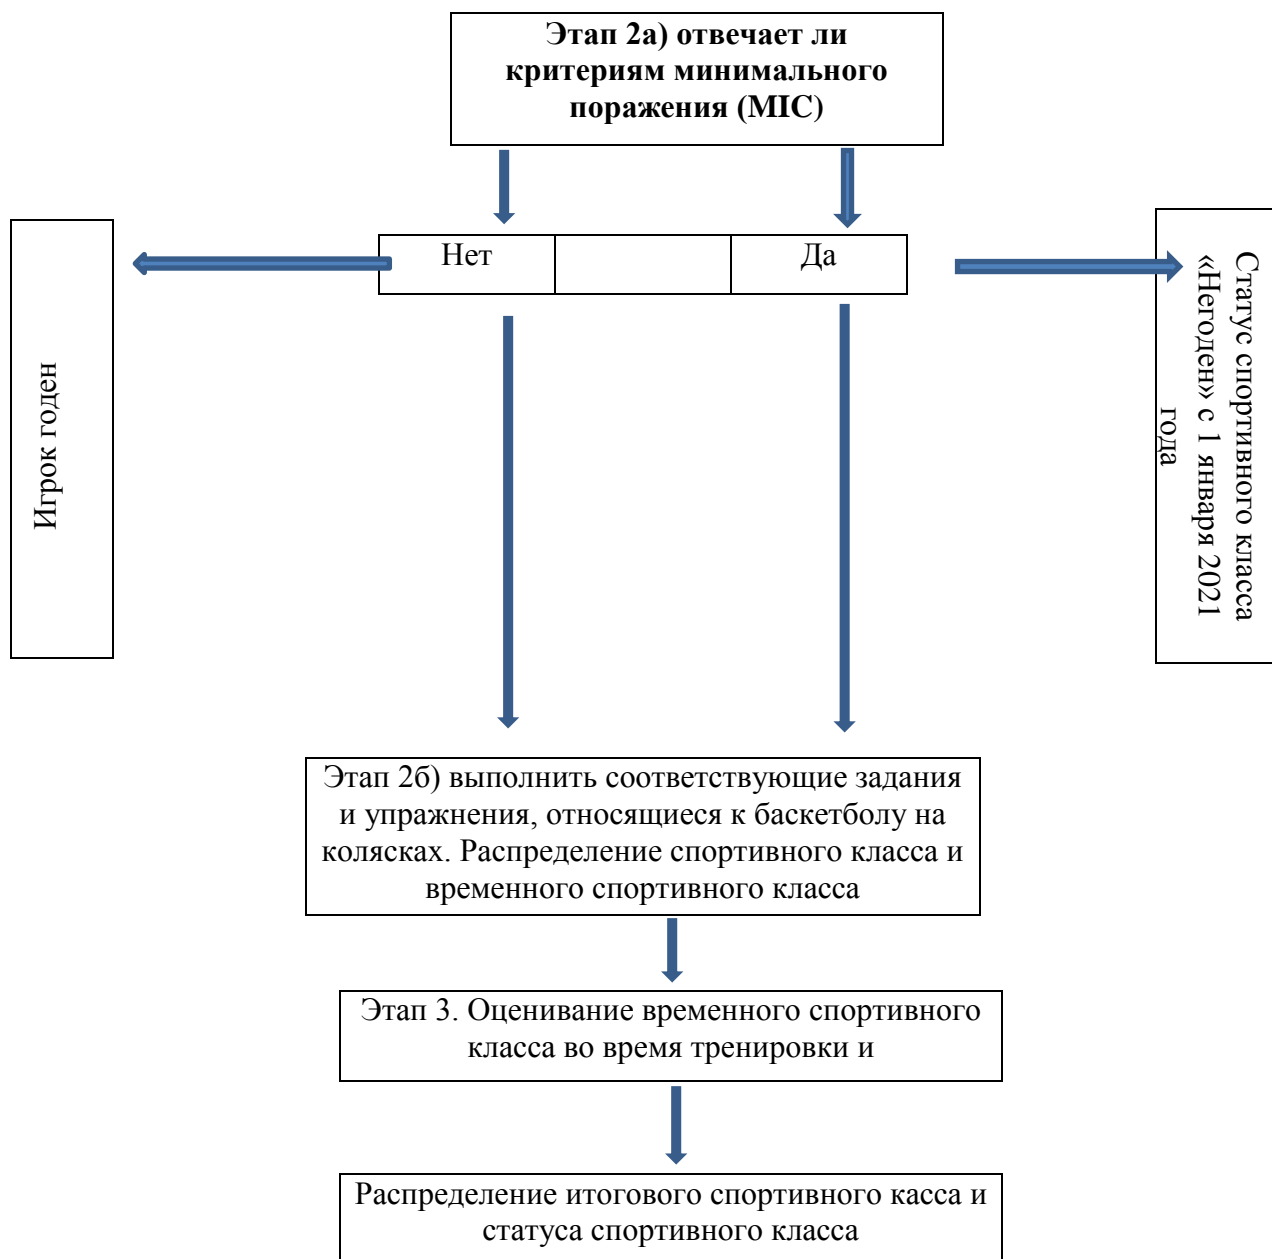 Этап 2а) отвечает ли
критериям минимального
поражения (MIC)
Нет
Да
Игрок годен
Статус спортивного класса
«Негоден» с 1 января 2021
года
Этап 2б) выполнить соответствующие задания
и упражнения, относящиеся к баскетболу на
колясках. Распределение спортивного класса и
временного спортивного класса
Этап 3. Оценивание временного спортивного
класса во время тренировки и
Распределение итогового спортивного касса и
статуса спортивного класса